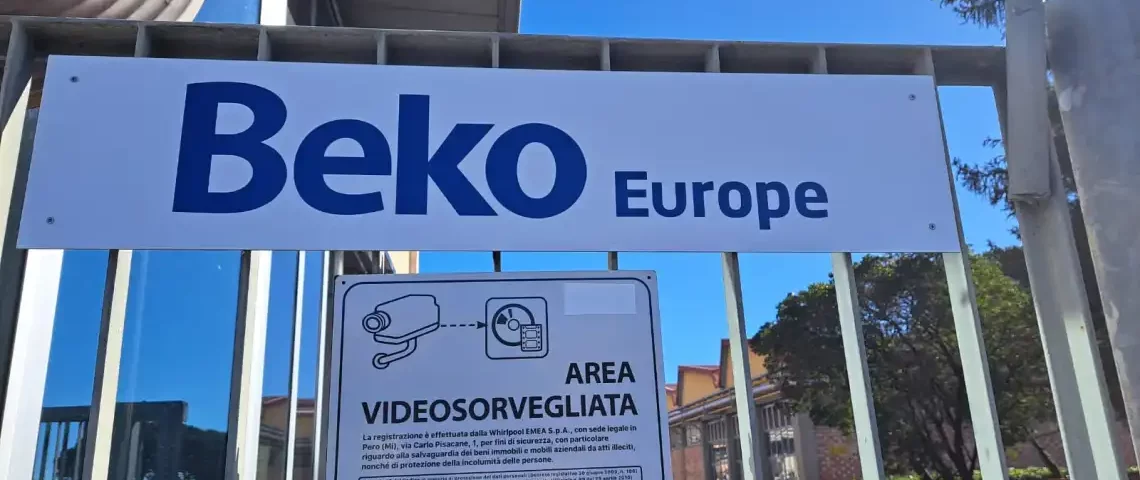 Beko Europe
AREA
VIDEOSORVEGLIATA
La registrazione è effettuata dalla Whirlpool EMEA S.p.A., con sede legale in
Pero (Mi), via Carlo Pisacane, 1, per fini di sicurezza, con particolare
riguardo alla salvaguardia dei beni immobili e mobili aziendali da atti illeciti,
nonché di protezione della incolumità delle persone.